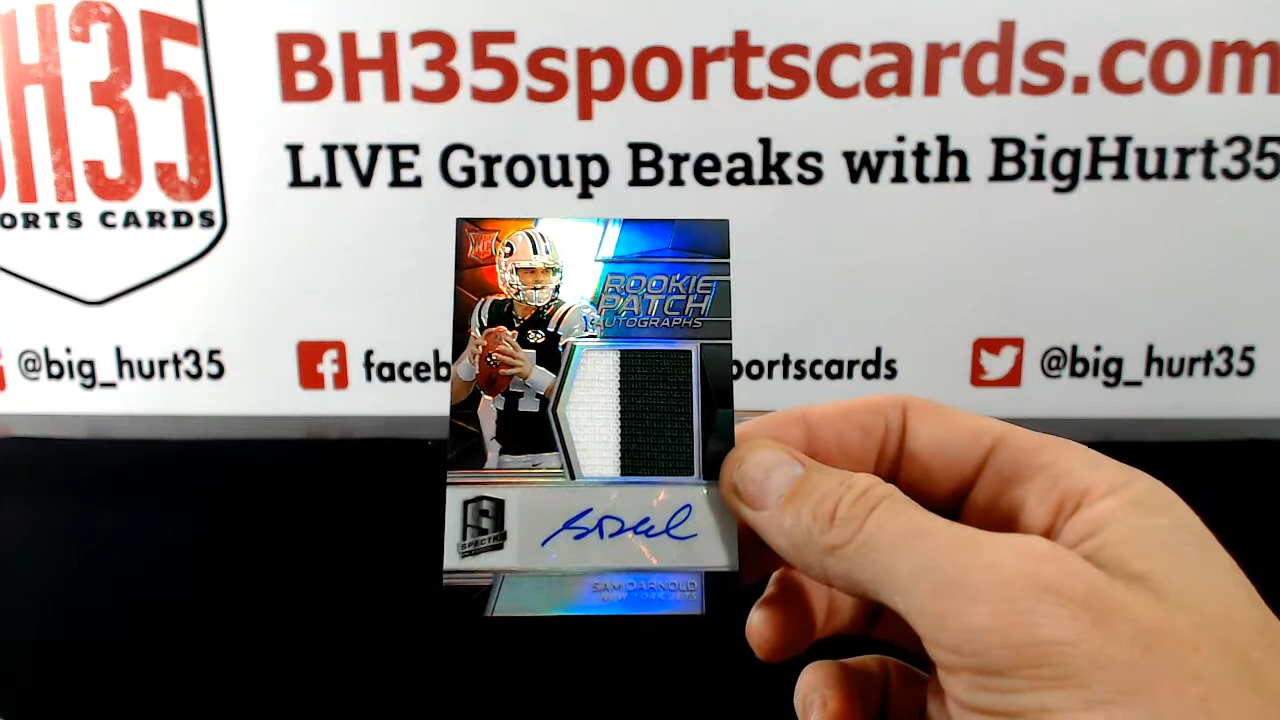 BH35
ORTS CARDS
BH35sportscards.com
LIVE Group Breaks with BigHurt35
@big_hurt35
faceb
portscards
@big_hurt35
RC
ROOKIE
PATCH
AUTOGRAPHS
SPECTRA
SAM DARNOLD
NEW YORK JETS